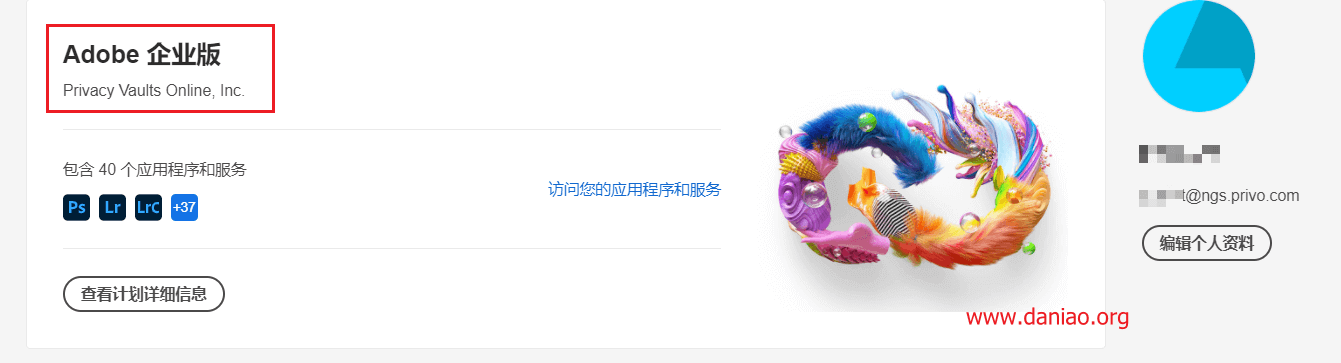 Adobe 企业版
Privacy Vaults Online, Inc.
包含 40 个应用程序和服务
Ps Lr LrC +37
访问您的应用程序和服务
查看计划详细信息
t@ngs.privo.com
编辑个人资料
www.daniao.org